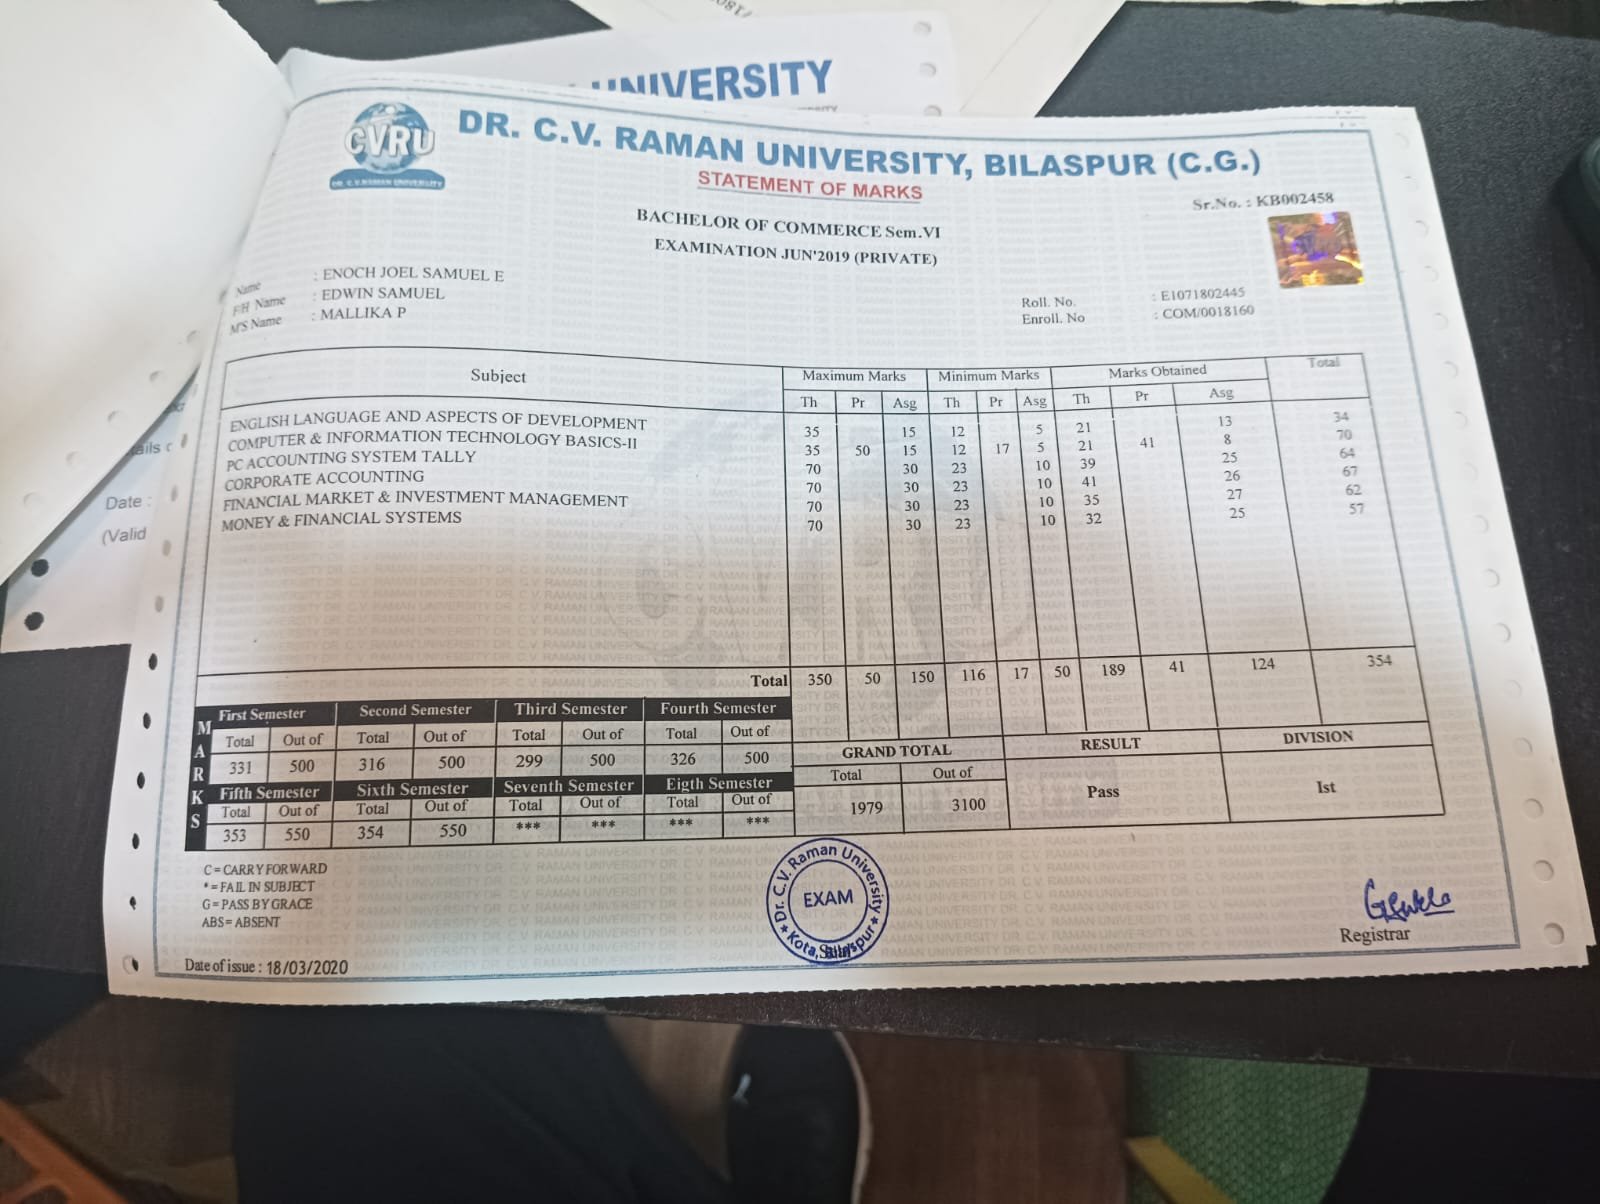 UNIVERSITY
CVRU
DR. C.V.RAMAN UNIVERSITY
DR. C.V. RAMAN UNIVERSITY, BILASPUR (C.G.)
STATEMENT OF MARKS
Sr.No. : KB002458
BACHELOR OF COMMERCE Sem.VI
EXAMINATION JUN'2019 (PRIVATE)
Name : ENOCH JOEL SAMUEL E
F/H Name : EDWIN SAMUEL
M'S Name : MALLIKA P
Roll. No. : E1071802445
Enroll. No : COM/0018160
Subject Maximum Marks Minimum Marks Marks Obtained Total
Th Pr Asg Th Pr Asg Th Pr Asg
ENGLISH LANGUAGE AND ASPECTS OF DEVELOPMENT 35 15 12 5 21 13 34
COMPUTER & INFORMATION TECHNOLOGY BASICS-II 35 50 15 12 17 5 21 41 8 70
PC ACCOUNTING SYSTEM TALLY 70 30 23 10 39 25 64
CORPORATE ACCOUNTING 70 30 23 10 41 26 67
FINANCIAL MARKET & INVESTMENT MANAGEMENT 70 30 23 10 35 27 62
MONEY & FINANCIAL SYSTEMS 70 30 23 10 32 25 57
Total 350 50 150 116 17 50 189 41 124 354
MARKS
First Semester Second Semester Third Semester Fourth Semester
Total Out of Total Out of Total Out of Total Out of
331 500 316 500 299 500 326 500
Fifth Semester Sixth Semester Seventh Semester Eigth Semester
Total Out of Total Out of Total Out of Total Out of
353 550 354 550 *** *** *** ***
GRAND TOTAL RESULT DIVISION
Total Out of
1979 3100 Pass Ist
C = CARRY FORWARD
* = FAIL IN SUBJECT
G = PASS BY GRACE
ABS = ABSENT
Dr. C.V. Raman University
EXAM
Kota, Bilaspur
Registrar
Date of issue : 18/03/2020
Date :
(Valid